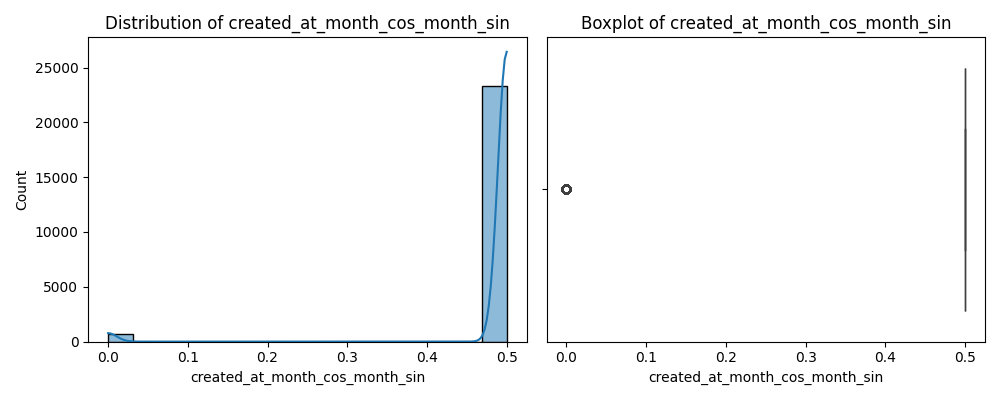 Distribution of created_at_month_cos_month_sin
Boxplot of created_at_month_cos_month_sin
Count
25000
20000
15000
10000
5000
0
0.0 0.1 0.2 0.3 0.4 0.5
created_at_month_cos_month_sin
0.0 0.1 0.2 0.3 0.4 0.5
created_at_month_cos_month_sin